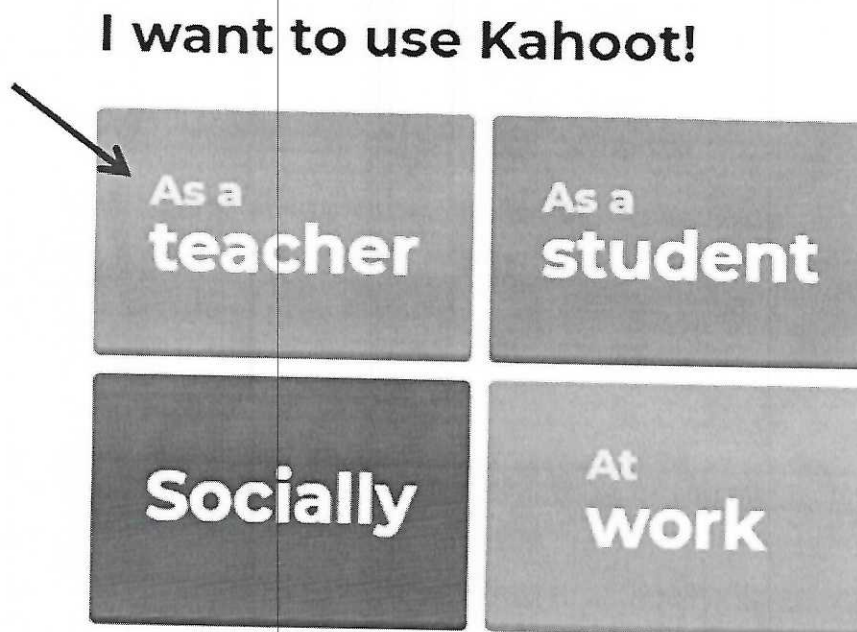 I want to use Kahoot!
As a
teacher
As a
student
Socially
At
work